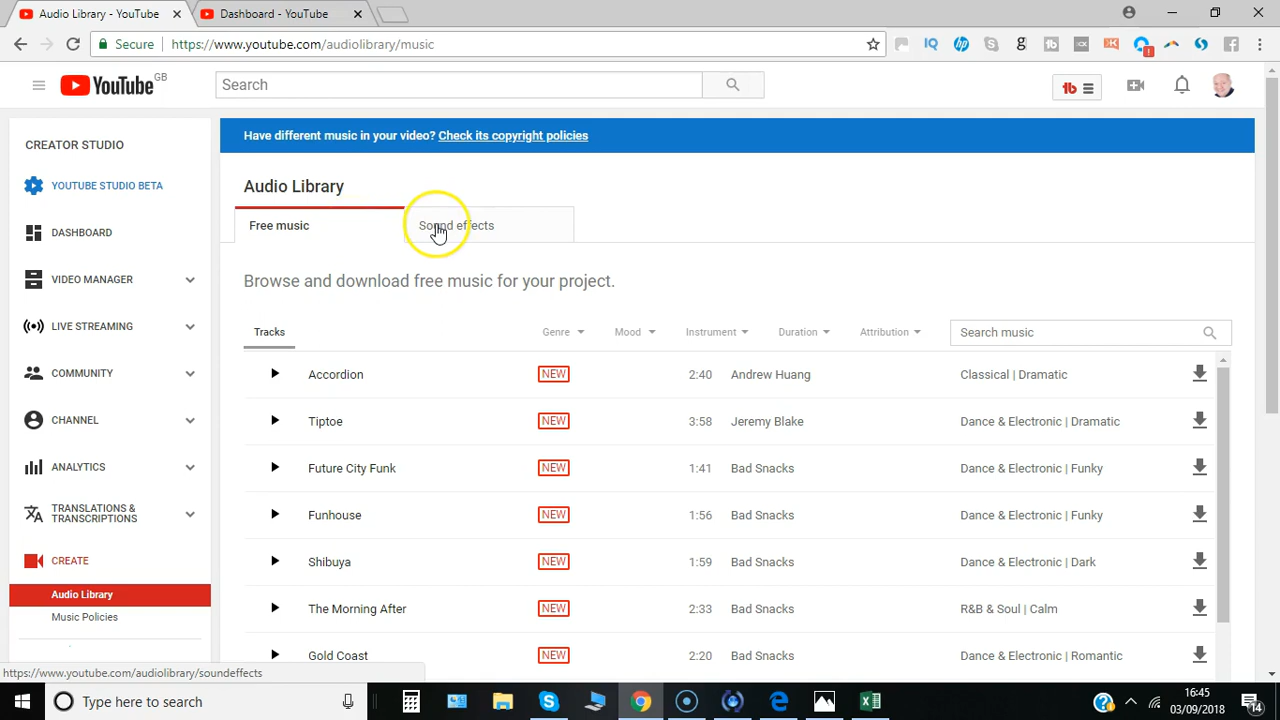 Audio Library - YouTube
Dashboard - YouTube
Secure
https://www.youtube.com/audiolibrary/music
YouTube GB
Search
Have different music in your video? Check its copyright policies
CREATOR STUDIO
YOUTUBE STUDIO BETA
DASHBOARD
VIDEO MANAGER
LIVE STREAMING
COMMUNITY
CHANNEL
ANALYTICS
TRANSLATIONS &
TRANSCRIPTIONS
CREATE
Audio Library
Music Policies
Audio Library
Free music
Sound effects
Browse and download free music for your project.
Tracks Genre Mood Instrument Duration Attribution Search music
Accordion NEW 2:40 Andrew Huang Classical | Dramatic
Tiptoe NEW 3:58 Jeremy Blake Dance & Electronic | Dramatic
Future City Funk NEW 1:41 Bad Snacks Dance & Electronic | Funky
Funhouse NEW 1:56 Bad Snacks Dance & Electronic | Funky
Shibuya NEW 1:59 Bad Snacks Dance & Electronic | Dark
The Morning After NEW 2:33 Bad Snacks R&B & Soul | Calm
Gold Coast NEW 2:20 Bad Snacks Dance & Electronic | Romantic
https://www.youtube.com/audiolibrary/soundeffects
Type here to search
16:45
03/09/2018
14